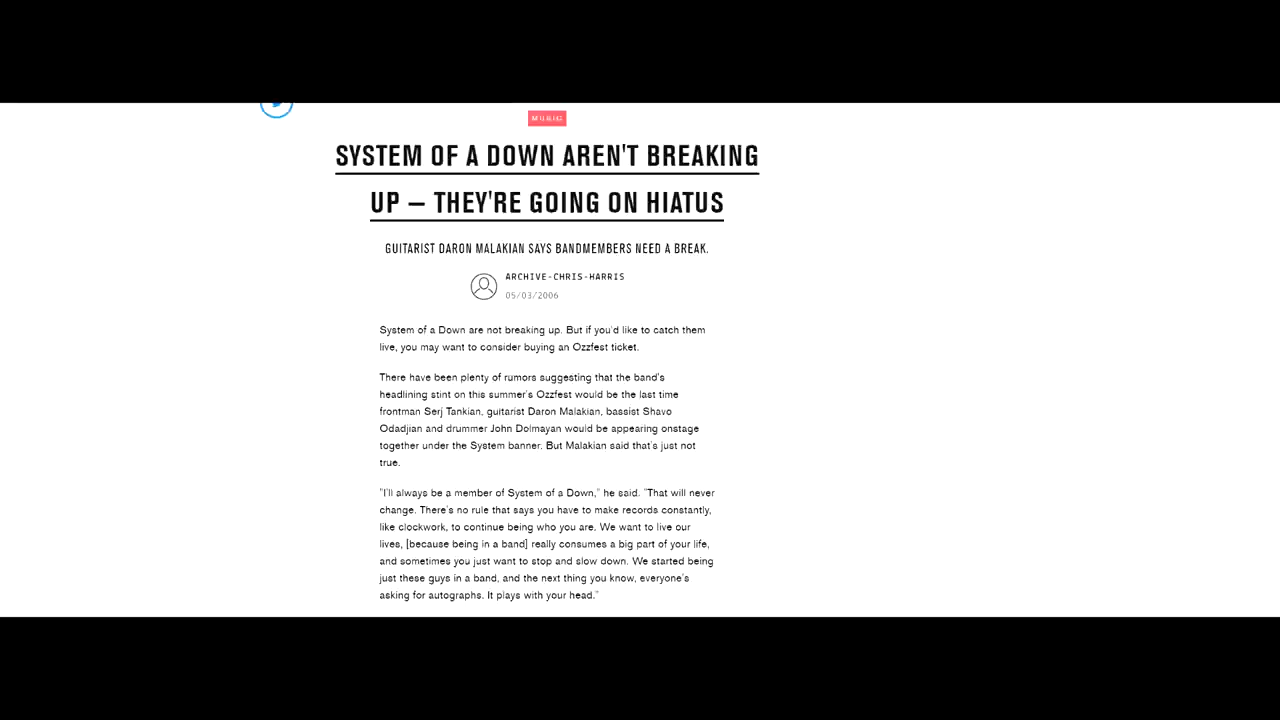 MUSIC
SYSTEM OF A DOWN AREN'T BREAKING
UP — THEY'RE GOING ON HIATUS
GUITARIST DARON MALAKIAN SAYS BANDMEMBERS NEED A BREAK.
ARCHIVE-CHRIS-HARRIS
05/03/2006
System of a Down are not breaking up. But if you'd like to catch them
live, you may want to consider buying an Ozzfest ticket.
There have been plenty of rumors suggesting that the band's
headlining stint on this summer's Ozzfest would be the last time
frontman Serj Tankian, guitarist Daron Malakian, bassist Shavo
Odadjian and drummer John Dolmayan would be appearing onstage
together under the System banner. But Malakian said that's just not
true.
"I'll always be a member of System of a Down," he said. "That will never
change. There's no rule that says you have to make records constantly,
like clockwork, to continue being who you are. We want to live our
lives, [because being in a band] really consumes a big part of your life,
and sometimes you just want to stop and slow down. We started being
just these guys in a band, and the next thing you know, everyone's
asking for autographs. It plays with your head."